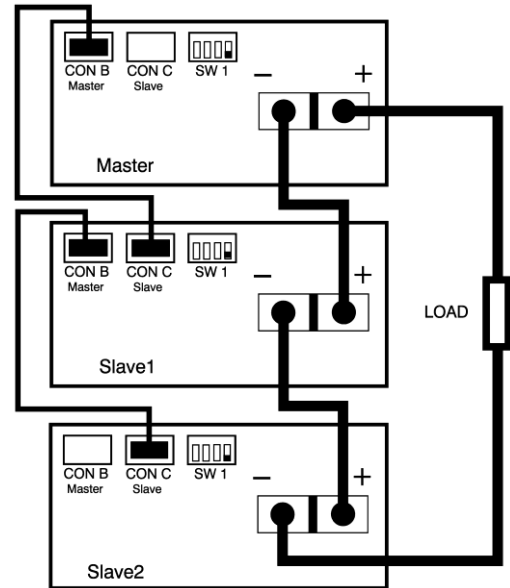 CON B CON C SW 1
Master Slave
− +
Master
CON B CON C SW 1
Master Slave
− +
LOAD
Slave1
CON B CON C SW 1
Master Slave
− +
Slave2